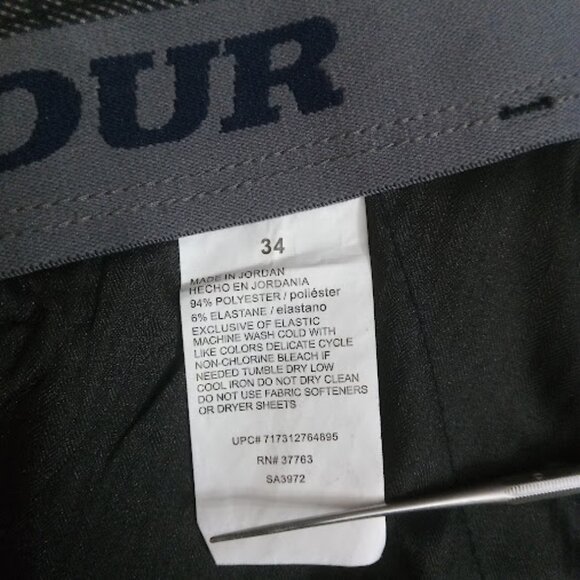 OUR
34
MADE IN JORDAN
HECHO EN JORDANIA
94% POLYESTER / poliéster
6% ELASTANE / elastano
EXCLUSIVE OF ELASTIC
MACHINE WASH COLD WITH
LIKE COLORS DELICATE CYCLE
NON-CHLORINE BLEACH IF
NEEDED TUMBLE DRY LOW
COOL IRON DO NOT DRY CLEAN
DO NOT USE FABRIC SOFTENERS
OR DRYER SHEETS
UPC# 717312764895
RN# 37763
SA3972